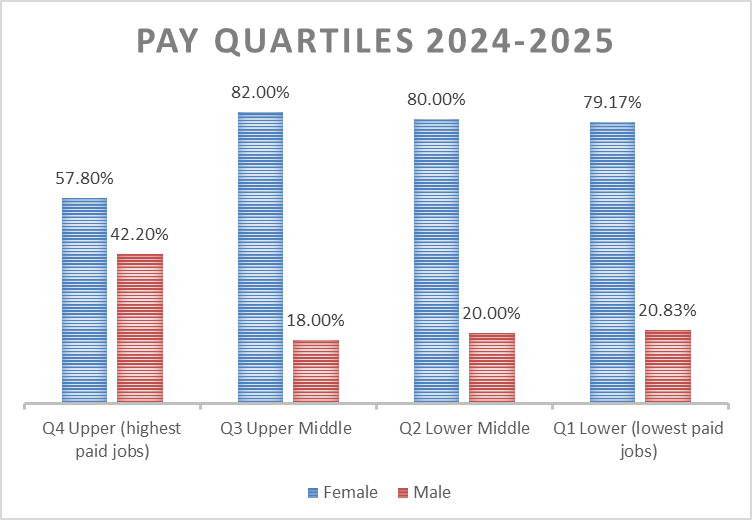 PAY QUARTILES 2024-2025
82.00%
80.00%
79.17%
57.80%
42.20%
18.00%
20.00%
20.83%
Q4 Upper (highest
paid jobs)
Q3 Upper Middle
Q2 Lower Middle
Q1 Lower (lowest paid
jobs)
Female
Male